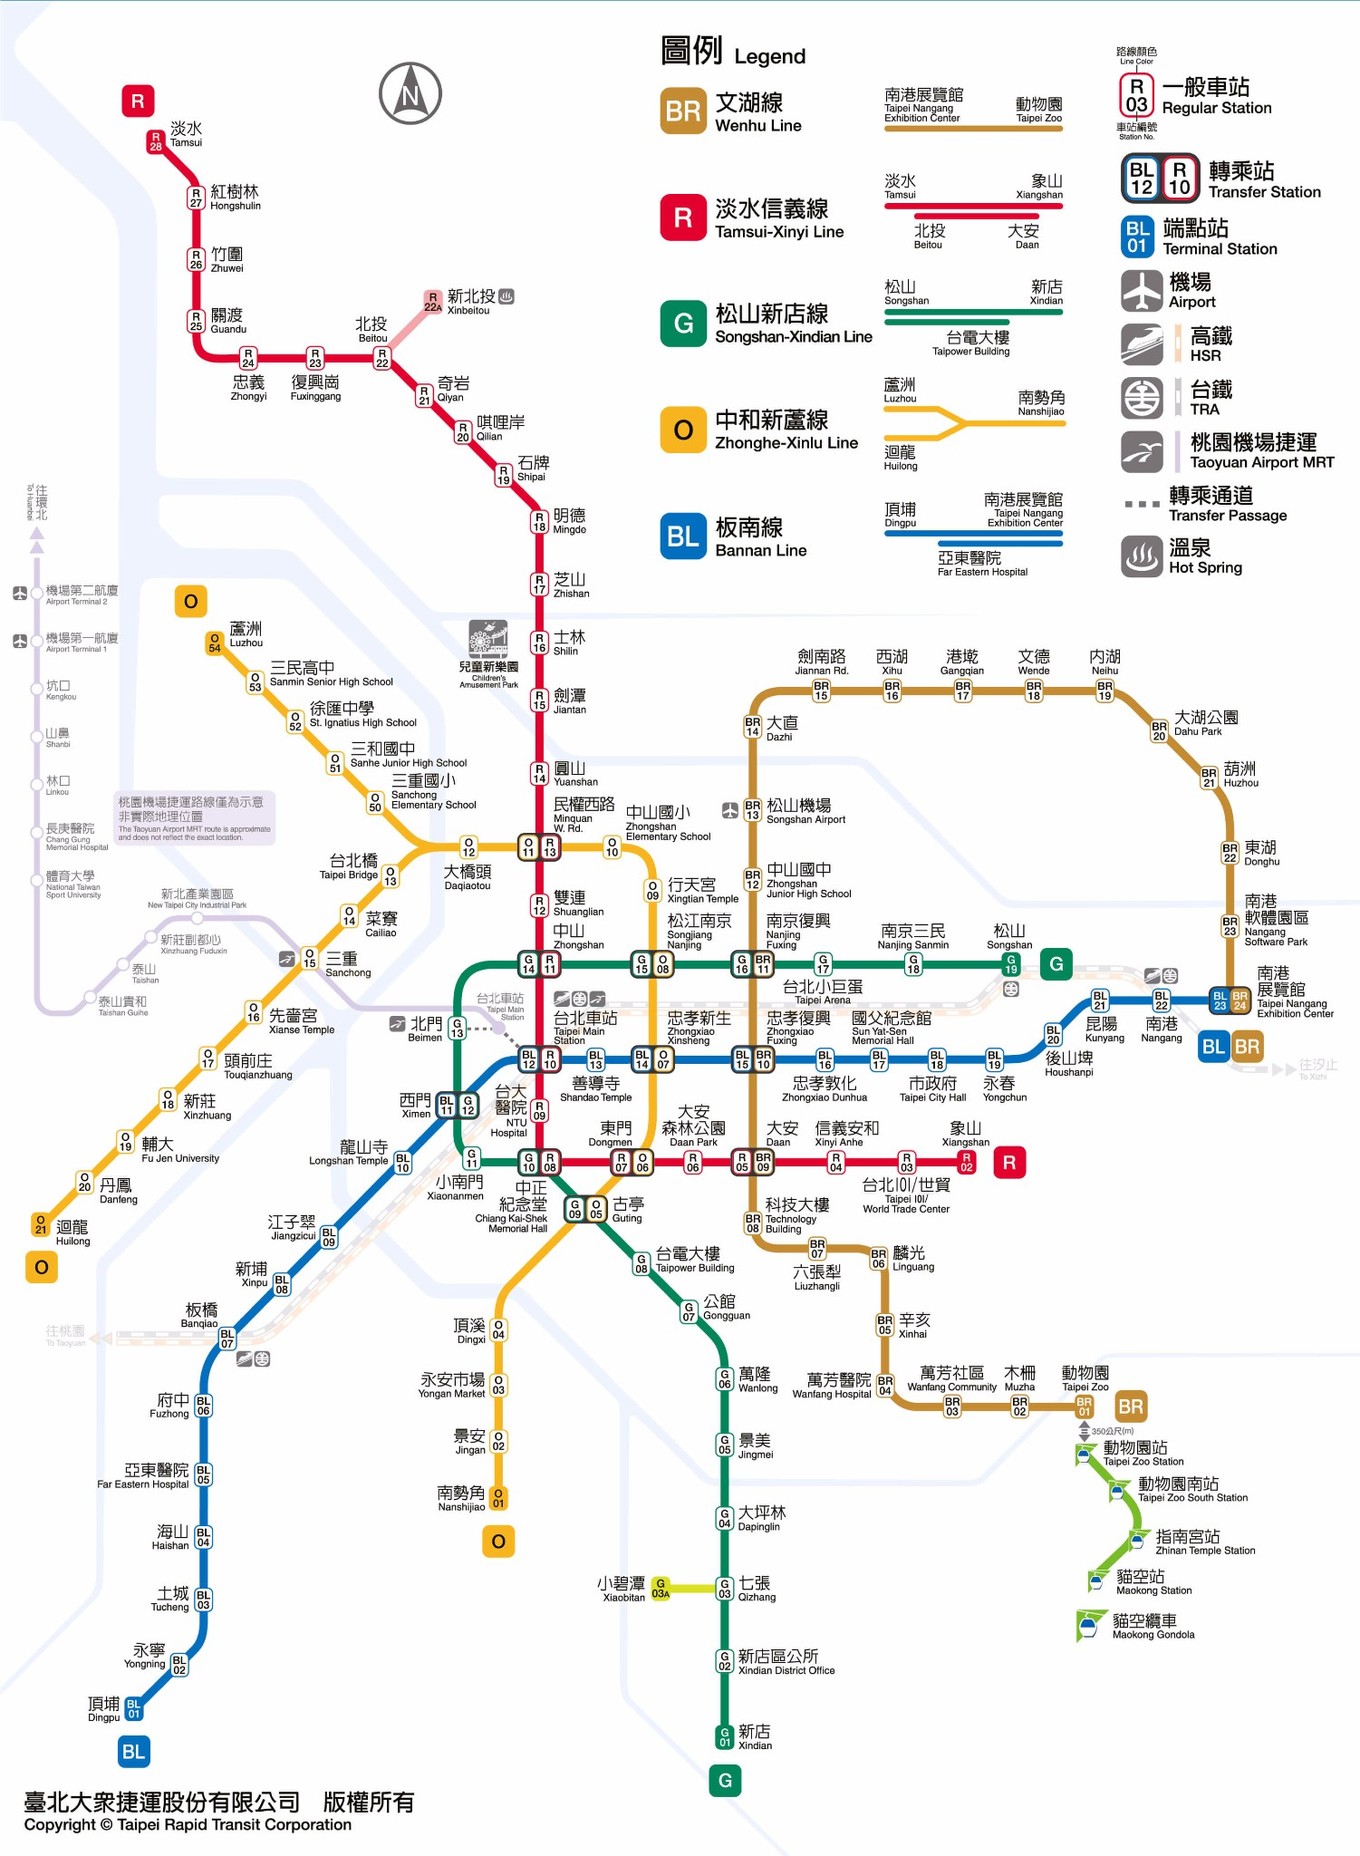 圖例 Legend
BR 文湖線
Wenhu Line
南港展覽館
Taipei Nangang
Exhibition Center
動物園
Taipei Zoo
R 淡水信義線
Tamsui-Xinyi Line
淡水
Tamsui
象山
Xiangshan
北投
Beitou
大安
Daan
G 松山新店線
Songshan-Xindian Line
松山
Songshan
新店
Xindian
台電大樓
Taipower Building
O 中和新蘆線
Zhonghe-Xinlu Line
蘆洲
Luzhou
南勢角
Nanshijiao
迴龍
Huilong
BL 板南線
Bannan Line
頂埔
Dingpu
南港展覽館
Taipei Nangang
Exhibition Center
亞東醫院
Far Eastern Hospital
路線顏色
Line Color
R
03
車站編號
Station No.
一般車站
Regular Station
BL
12
R
10
轉乘站
Transfer Station
BL
01
端點站
Terminal Station
機場
Airport
高鐵
HSR
台鐵
TRA
桃園機場捷運
Taoyuan Airport MRT
轉乘通道
Transfer Passage
溫泉
Hot Spring
N
R
R
28
淡水
Tamsui
R
27
紅樹林
Hongshulin
R
26
竹圍
Zhuwei
R
25
關渡
Guandu
R
24
忠義
Zhongyi
R
23
復興崗
Fuxinggang
北投
Beitou
R
22
R
22A
新北投
Xinbeitou
R
21
奇岩
Qiyan
R
20
唭哩岸
Qilian
R
19
石牌
Shipai
R
18
明德
Mingde
R
17
芝山
Zhishan
R
16
士林
Shilin
兒童新樂園
Children's
Amusement Park
R
15
劍潭
Jiantan
R
14
圓山
Yuanshan
民權西路
Minquan
W. Rd.
O
11
R
13
R
12
雙連
Shuanglian
中山
Zhongshan
G
14
R
11
台北車站
Taipei Main
Station
BL
12
R
10
台大
醫院
NTU
Hospital
R
09
G
10
R
08
中正
紀念堂
Chiang Kai-Shek
Memorial Hall
東門
Dongmen
R
07
O
06
大安
森林公園
Daan Park
R
06
大安
Daan
R
05
BR
09
信義安和
Xinyi Anhe
R
04
R
03
台北101/世貿
Taipei 101/
World Trade Center
象山
Xiangshan
R
02
R
往環北
To Huanbei
機場第二航廈
Airport Terminal 2
機場第一航廈
Airport Terminal 1
坑口
Kengkou
山鼻
Shanbi
林口
Linkou
長庚醫院
Chang Gung
Memorial Hospital
體育大學
National Taiwan
Sport University
泰山貴和
Taishan Guihe
泰山
Taishan
新莊副都心
Xinzhuang Fuduxin
新北產業園區
New Taipei City Industrial Park
台北車站
Taipei Main
Station
桃園機場捷運路線僅為示意
非實際地理位置
The Taoyuan Airport MRT route is approximate
and does not reflect the exact location.
O
O
54
蘆洲
Luzhou
O
53
三民高中
Sanmin Senior High School
O
52
徐匯中學
St. Ignatius High School
O
51
三和國中
Sanhe Junior High School
O
50
三重國小
Sanchong
Elementary School
O
12
大橋頭
Daqiaotou
台北橋
Taipei Bridge
O
13
O
14
菜寮
Cailiao
O
15
三重
Sanchong
O
16
先嗇宮
Xianse Temple
O
17
頭前庄
Touqianzhuang
O
18
新莊
Xinzhuang
O
19
輔大
Fu Jen University
O
20
丹鳳
Danfeng
O
21
迴龍
Huilong
O
中山國小
Zhongshan
Elementary School
O
10
O
09
行天宮
Xingtian Temple
松江南京
Songjiang
Nanjing
G
15
O
08
忠孝新生
Zhongxiao
Xinsheng
BL
14
O
07
G
09
O
05
古亭
Guting
頂溪
Dingxi
O
04
永安市場
Yongan Market
O
03
景安
Jingan
O
02
南勢角
Nanshijiao
O
01
O
劍南路
Jiannan Rd.
BR
15
西湖
Xihu
BR
16
港墘
Gangqian
BR
17
文德
Wende
BR
18
內湖
Neihu
BR
19
BR
14
大直
Dazhi
BR
20
大湖公園
Dahu Park
BR
21
葫洲
Huzhou
BR
22
東湖
Donghu
BR
23
南港
軟體園區
Nangang
Software Park
BL
23
BR
24
南港
展覽館
Taipei Nangang
Exhibition Center
BL BR
往汐止
To Xizhi
BR
13
松山機場
Songshan Airport
BR
12
中山國中
Zhongshan
Junior High School
南京復興
Nanjing
Fuxing
G
16
BR
11
G
17
台北小巨蛋
Taipei Arena
南京三民
Nanjing Sanmin
G
18
松山
Songshan
G
19
G
忠孝復興
Zhongxiao
Fuxing
BL
15
BR
10
BL
13
善導寺
Shandao Temple
BL
16
忠孝敦化
Zhongxiao Dunhua
國父紀念館
Sun Yat-Sen
Memorial Hall
BL
17
BL
18
市政府
Taipei City Hall
BL
19
永春
Yongchun
BL
20
後山埤
Houshanpi
BL
21
昆陽
Kunyang
BL
22
南港
Nangang
北門
Beimen
G
13
西門
Ximen
BL
11
G
12
G
11
小南門
Xiaonanmen
龍山寺
Longshan Temple
BL
10
江子翠
Jiangzicui
BL
09
新埔
Xinpu
BL
08
板橋
Banqiao
BL
07
往桃園
To Taoyuan
府中
Fuzhong
BL
06
亞東醫院
Far Eastern Hospital
BL
05
海山
Haishan
BL
04
土城
Tucheng
BL
03
永寧
Yongning
BL
02
頂埔
Dingpu
BL
01
BL
G
08
台電大樓
Taipower Building
G
07
公館
Gongguan
G
06
萬隆
Wanlong
G
05
景美
Jingmei
G
04
大坪林
Dapinglin
小碧潭
Xiaobitan
G
03A
G
03
七張
Qizhang
G
02
新店區公所
Xindian District Office
G
01
新店
Xindian
G
BR
08
科技大樓
Technology
Building
BR
07
六張犁
Liuzhangli
BR
06
麟光
Linguang
BR
05
辛亥
Xinhai
萬芳醫院
Wanfang Hospital
BR
04
萬芳社區
Wanfang Community
BR
03
木柵
Muzha
BR
02
動物園
Taipei Zoo
BR
01
BR
350公尺(m)
動物園站
Taipei Zoo Station
動物園南站
Taipei Zoo South Station
指南宮站
Zhinan Temple Station
貓空站
Maokong Station
貓空纜車
Maokong Gondola
臺北大眾捷運股份有限公司 版權所有
Copyright © Taipei Rapid Transit Corporation